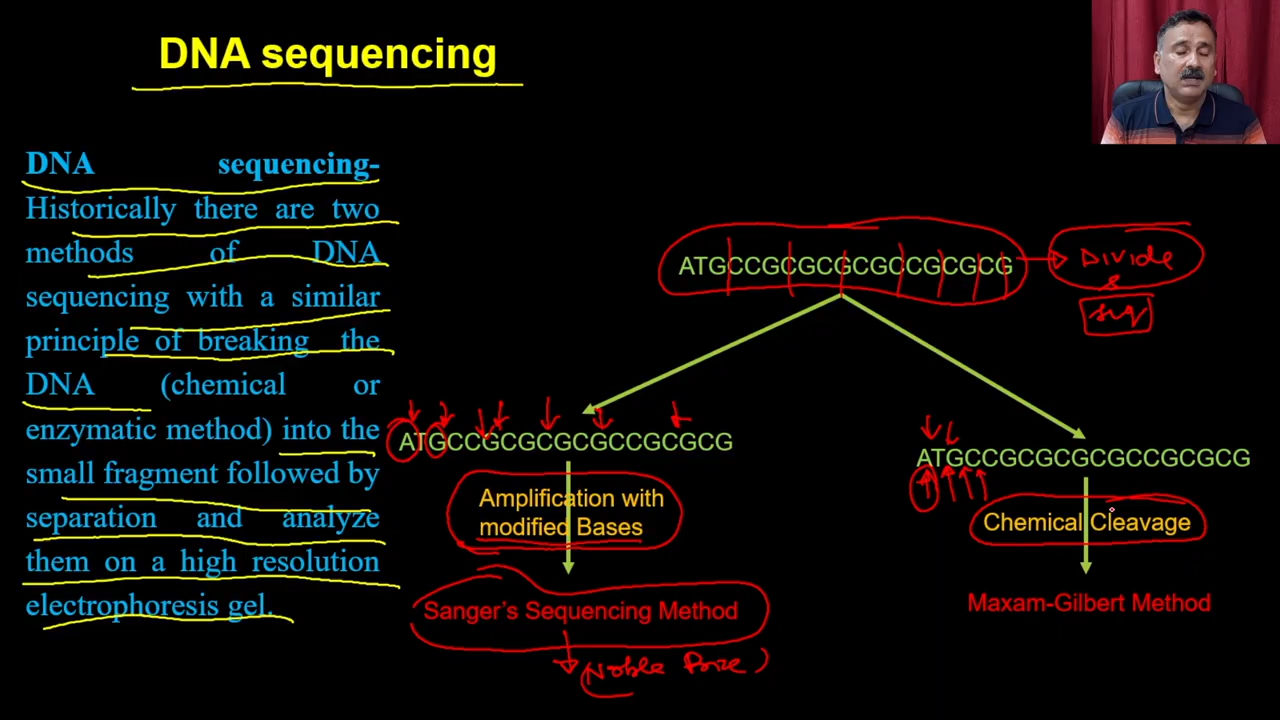 DNA sequencing
DNA sequencing-
Historically there are two
methods of DNA
sequencing with a similar
principle of breaking the
DNA (chemical or
enzymatic method) into the
small fragment followed by
separation and analyze
them on a high resolution
electrophoresis gel.
ATGCCGCGCGCGCCGCGCG
Divide
&
seq
ATGCCGCGCGCGCCGCGCG
Amplification with
modified Bases
Sanger's Sequencing Method
(Noble Prize)
ATGCCGCGCGCGCCGCGCG
Chemical Cleavage
Maxam-Gilbert Method